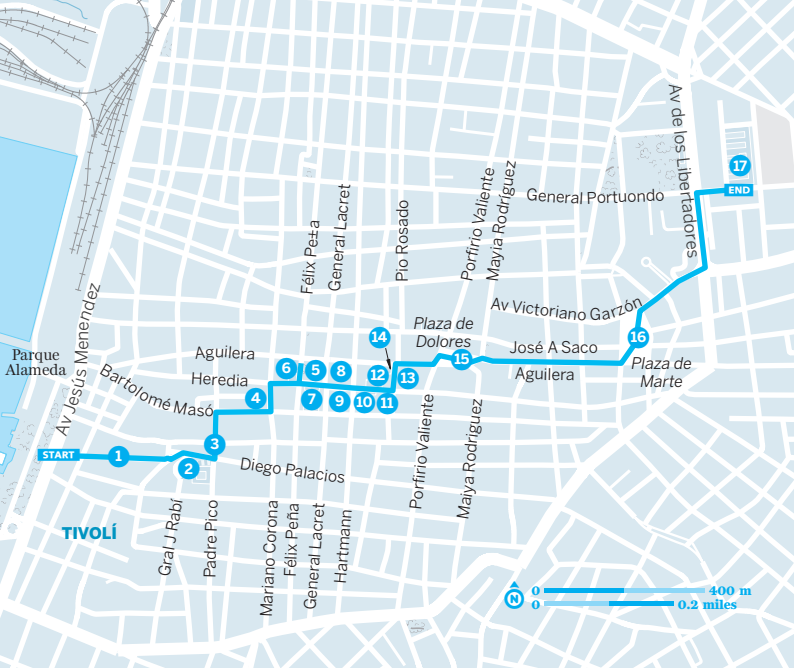 Av de los Libertadores
17
END
General Portuondo
Porfirio Valiente
Mayia Rodríguez
Félix Pe±a
General Lacret
Pio Rosado
Av Jesús Menendez
Av Victoriano Garzón
Plaza de
Dolores
14
16
15
José A Saco
Aguilera
Plaza de
Marte
Parque
Alameda
Aguilera
Heredia
Bartolomé Masó
6
5
8
12
13
4
7
9
10
11
START
1
2
3
Diego Palacios
TIVOLÍ
Gral J Rabí
Padre Pico
Mariano Corona
Félix Peña
General Lacret
Hartmann
Porfirio Valiente
Maiya Rodriguez
N
0
400 m
0
0.2 miles